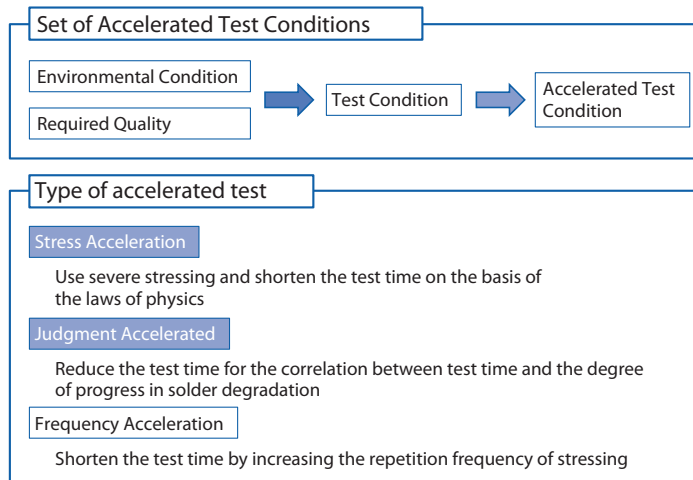 Set of Accelerated Test Conditions
Environmental Condition
Required Quality
Test Condition
Accelerated Test
Condition
Type of accelerated test
Stress Acceleration
Use severe stressing and shorten the test time on the basis of
the laws of physics
Judgment Accelerated
Reduce the test time for the correlation between test time and the degree
of progress in solder degradation
Frequency Acceleration
Shorten the test time by increasing the repetition frequency of stressing